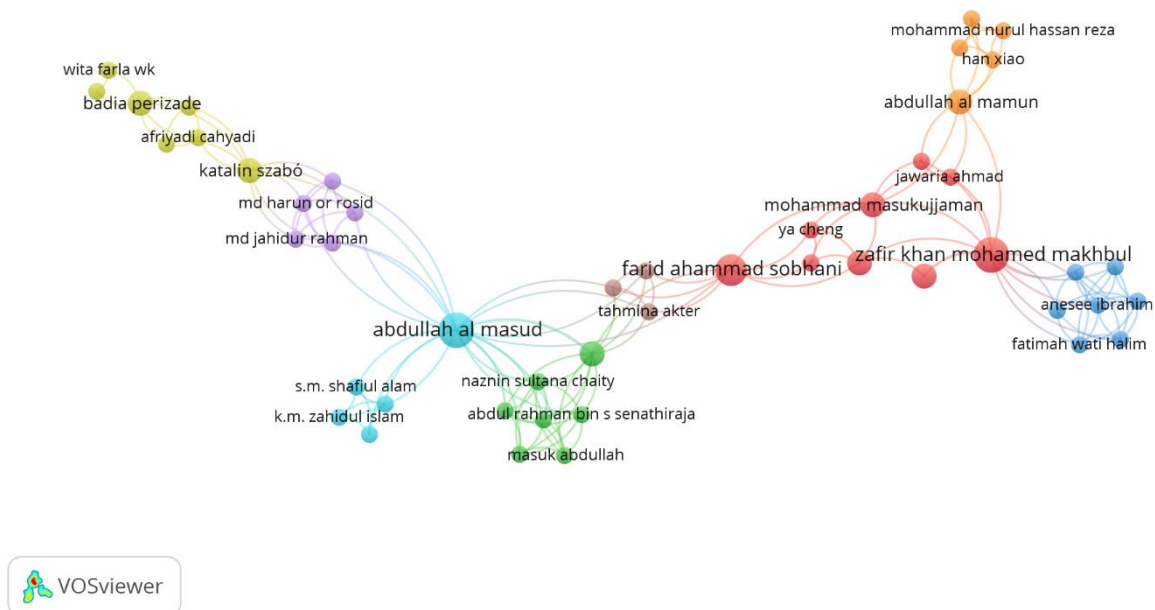 mohammad nurul hassan reza
han xiao
wita farla wk
badia perizade
abdullah al mamun
afriyadi cahyadi
katalin szabó
jawaria ahmad
md harun or rosid
mohammad masukujjaman
ya cheng
md jahidur rahman
zafir khan mohamed makhbul
farid ahammad sobhani
anesee ibrahim
tahmina akter
abdullah al masud
fatimah wati halim
naznin sultana chaity
s.m. shafiul alam
abdul rahman bin s senathiraja
k.m. zahidul islam
masuk abdullah
VOSviewer